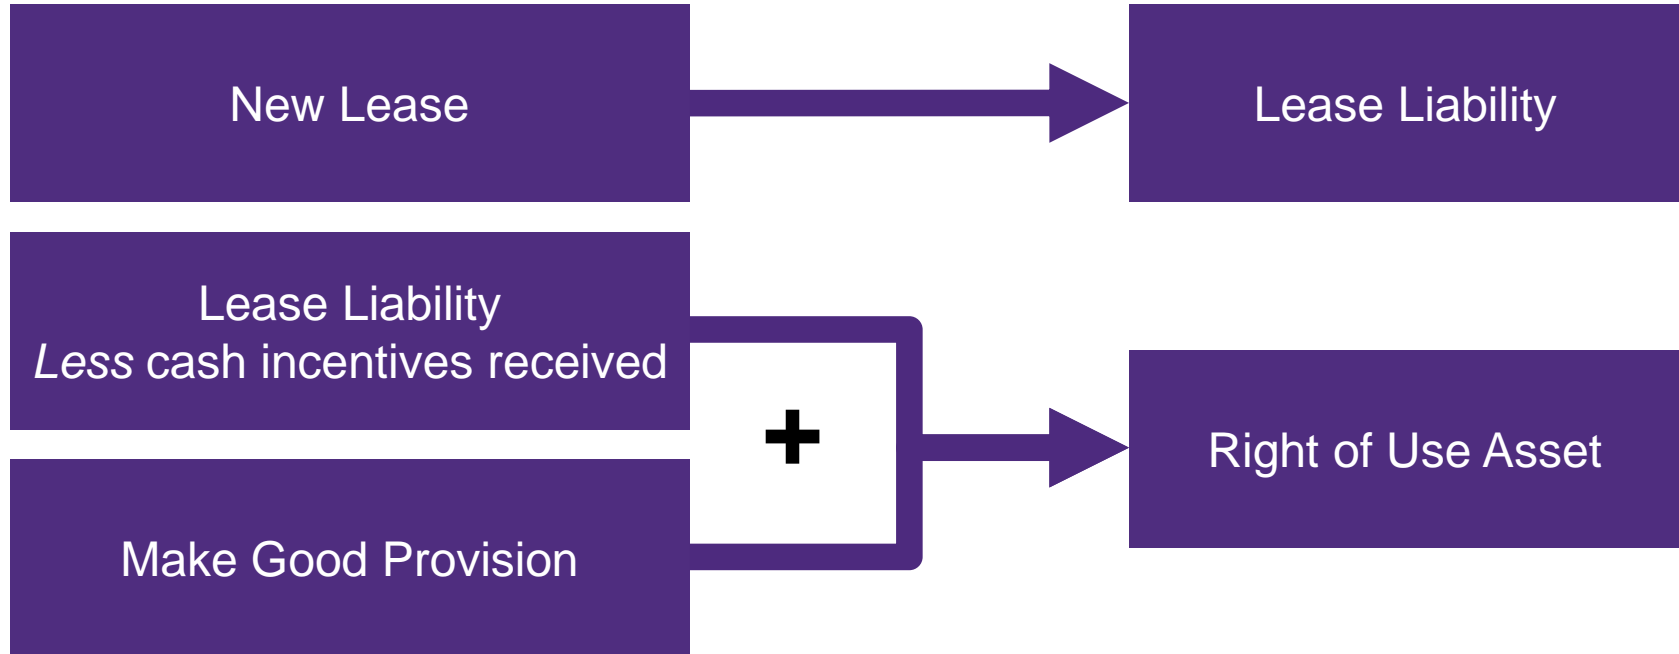 New Lease
Lease Liability
Lease Liability
Less cash incentives received
+
Make Good Provision
Right of Use Asset